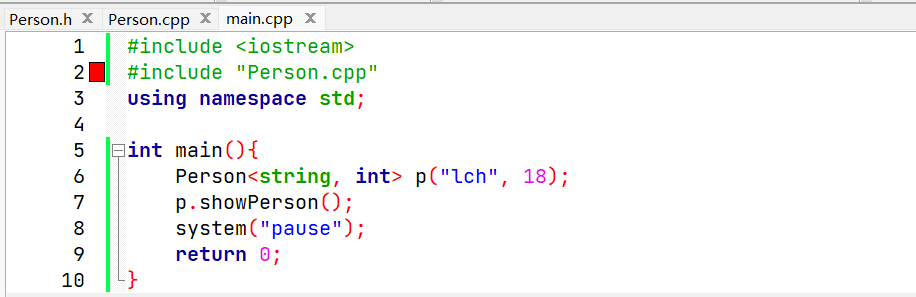 Person.h Person.cpp main.cpp
1 #include <iostream>
2 #include "Person.cpp"
3 using namespace std;
4
5 int main(){
6 Person<string, int> p("lch", 18);
7 p.showPerson();
8 system("pause");
9 return 0;
10 }